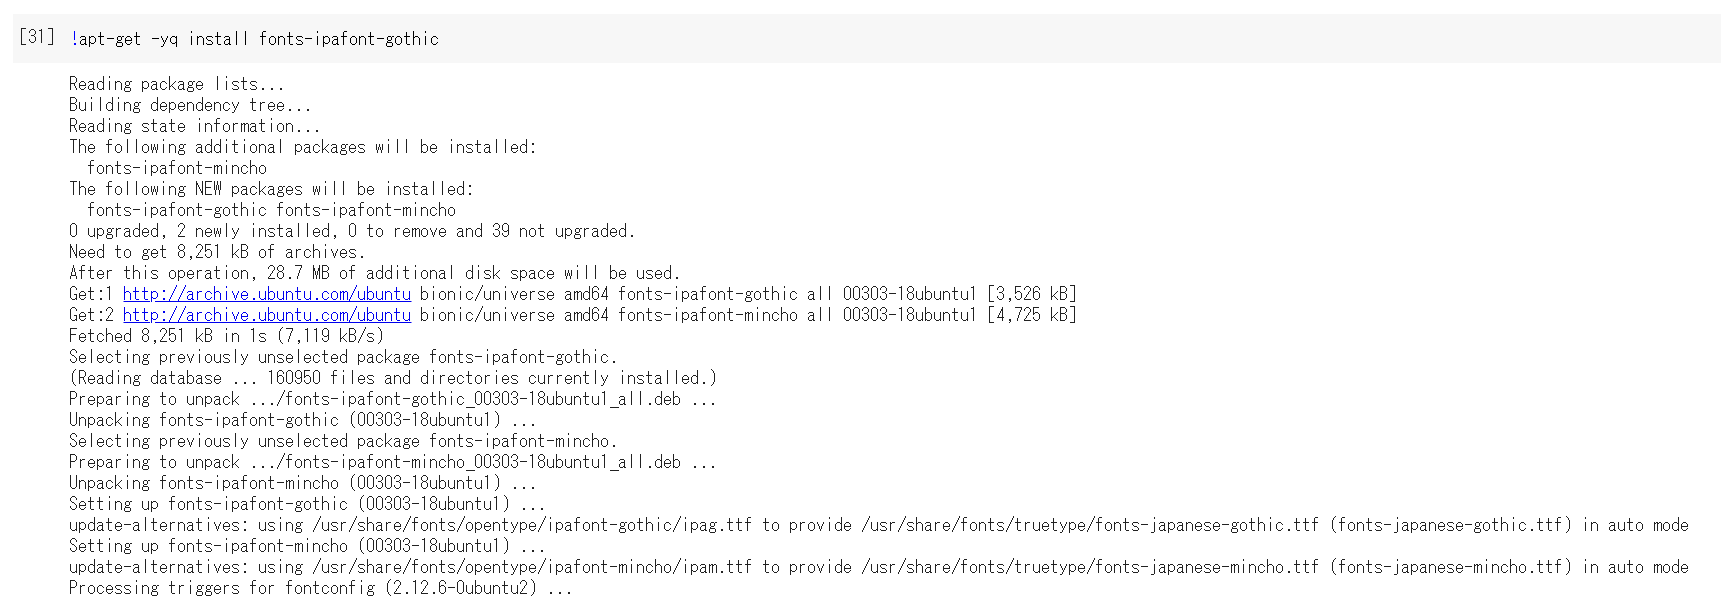 [31] !apt-get -yq install fonts-ipafont-gothic
Reading package lists...
Building dependency tree...
Reading state information...
The following additional packages will be installed:
  fonts-ipafont-mincho
The following NEW packages will be installed:
  fonts-ipafont-gothic fonts-ipafont-mincho
0 upgraded, 2 newly installed, 0 to remove and 39 not upgraded.
Need to get 8,251 kB of archives.
After this operation, 28.7 MB of additional disk space will be used.
Get:1 http://archive.ubuntu.com/ubuntu bionic/universe amd64 fonts-ipafont-gothic all 00303-18ubuntu1 [3,526 kB]
Get:2 http://archive.ubuntu.com/ubuntu bionic/universe amd64 fonts-ipafont-mincho all 00303-18ubuntu1 [4,725 kB]
Fetched 8,251 kB in 1s (7,119 kB/s)
Selecting previously unselected package fonts-ipafont-gothic.
(Reading database ... 160950 files and directories currently installed.)
Preparing to unpack .../fonts-ipafont-gothic_00303-18ubuntu1_all.deb ...
Unpacking fonts-ipafont-gothic (00303-18ubuntu1) ...
Selecting previously unselected package fonts-ipafont-mincho.
Preparing to unpack .../fonts-ipafont-mincho_00303-18ubuntu1_all.deb ...
Unpacking fonts-ipafont-mincho (00303-18ubuntu1) ...
Setting up fonts-ipafont-gothic (00303-18ubuntu1) ...
update-alternatives: using /usr/share/fonts/opentype/ipafont-gothic/ipag.ttf to provide /usr/share/fonts/truetype/fonts-japanese-gothic.ttf (fonts-japanese-gothic.ttf) in auto mode
Setting up fonts-ipafont-mincho (00303-18ubuntu1) ...
update-alternatives: using /usr/share/fonts/opentype/ipafont-mincho/ipam.ttf to provide /usr/share/fonts/truetype/fonts-japanese-mincho.ttf (fonts-japanese-mincho.ttf) in auto mode
Processing triggers for fontconfig (2.12.6-0ubuntu2) ...